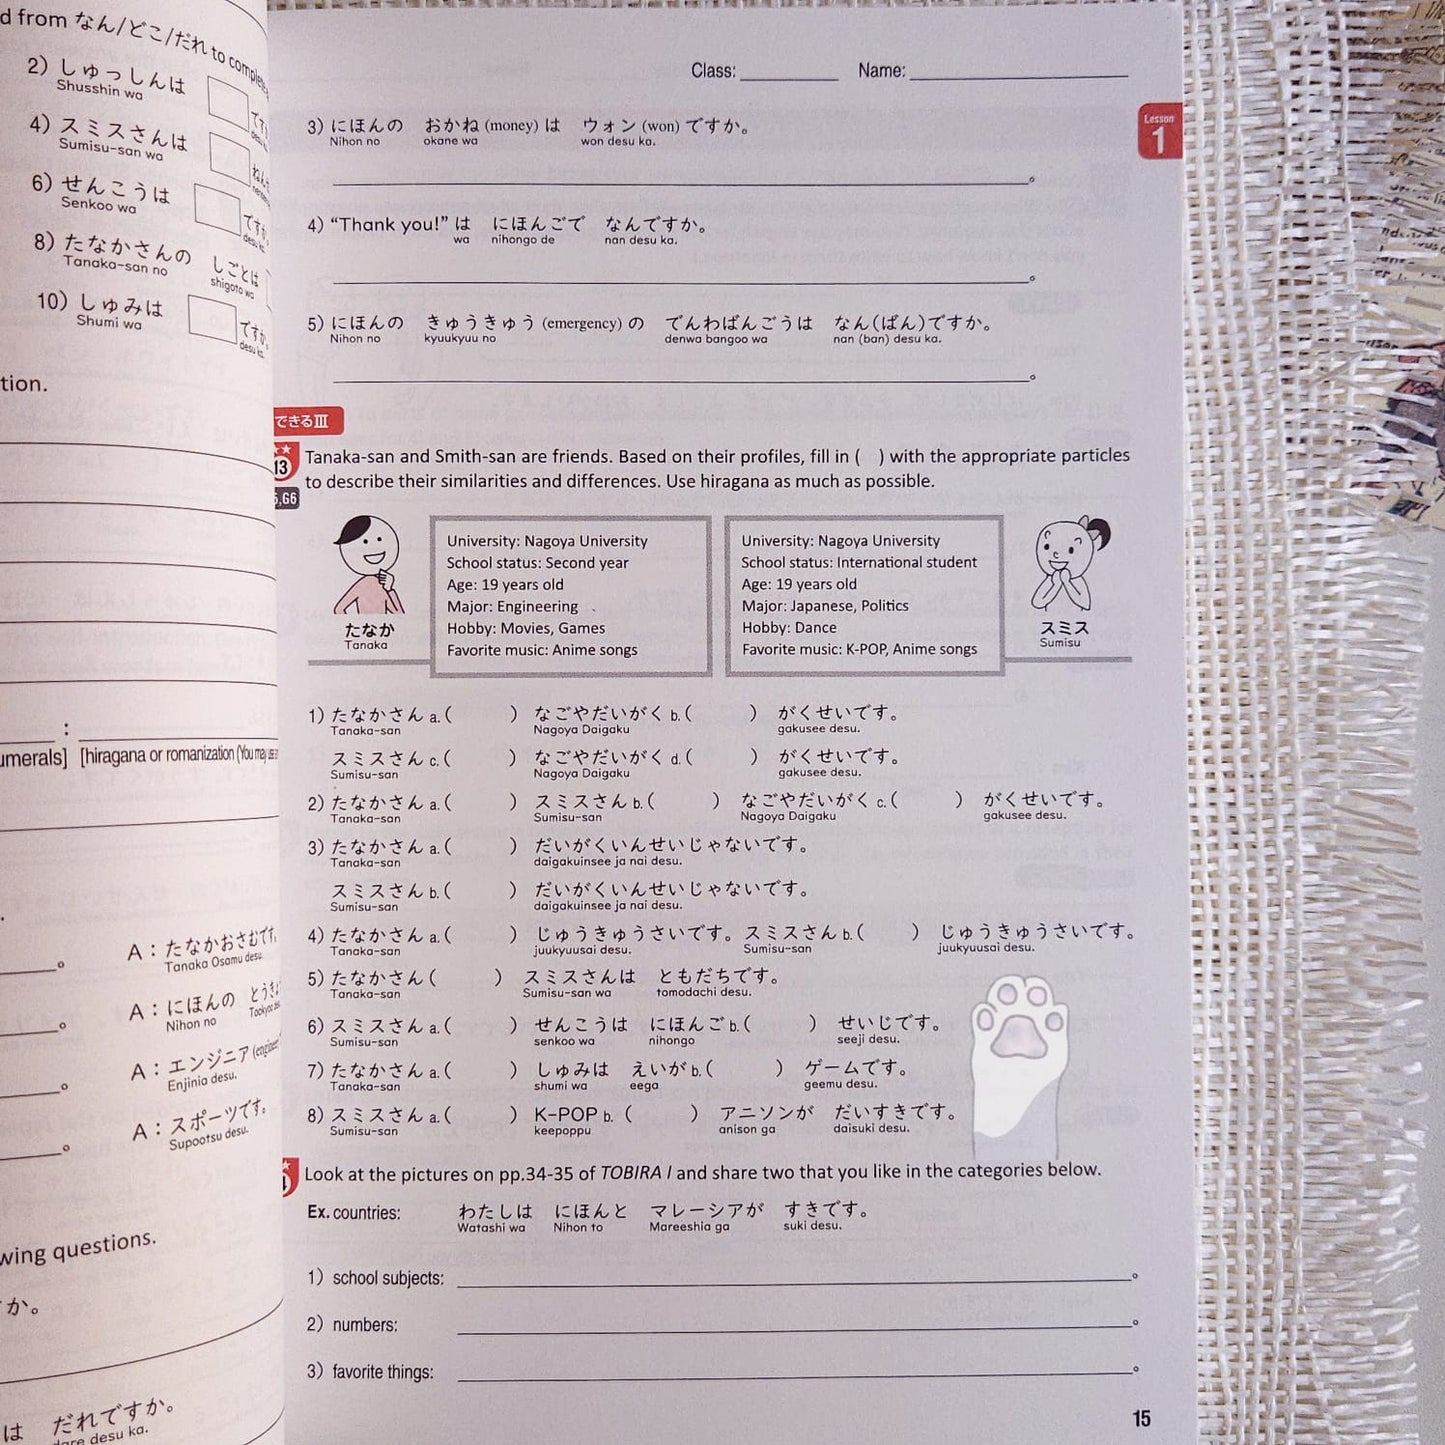 d from なん/どこ/だれ to complete
2) しゅっしんは です
Shusshin wa desu
4) スミスさんは
Sumisu-san wa
6) せんこうは ですか。
Senkoo wa desu ka.
8) たなかさんの しごとは
Tanaka-san no shigoto wa
10) しゅみは ですか。
Shumi wa desu ka.
tion.
:
umerals] [hiragana or romanization (You may
A：たなかおさむです。
Tanaka Osamu desu.
A：にほんの
Nihon no
A：エンジニア (engineer
Enjinia desu.
A：スポーツです。
Supootsu desu.
wing questions.
か。
は だれですか。
dare desu ka.
Class: Name:
Lesson
1
3) にほんの おかね (money) は ウォン (won) ですか。
Nihon no okane wa won desu ka.
。
4) “Thank you!” は にほんごで なんですか。
wa nihongo de nan desu ka.
。
5) にほんの きゅうきゅう (emergency) の でんわばんごうは なん(ばん)ですか。
Nihon no kyuukyuu no denwa bangoo wa nan (ban) desu ka.
。
できるIII
13 Tanaka-san and Smith-san are friends. Based on their profiles, fill in ( ) with the appropriate particles
,66 to describe their similarities and differences. Use hiragana as much as possible.
たなか
Tanaka
University: Nagoya University
School status: Second year
Age: 19 years old
Major: Engineering
Hobby: Movies, Games
Favorite music: Anime songs
University: Nagoya University
School status: International student
Age: 19 years old
Major: Japanese, Politics
Hobby: Dance
Favorite music: K-POP, Anime songs
スミス
Sumisu
1) たなかさん a. ( ) なごやだいがく b. ( ) がくせいです。
Tanaka-san Nagoya Daigaku gakusee desu.
スミスさん c. ( ) なごやだいがく d. ( ) がくせいです。
Sumisu-san Nagoya Daigaku gakusee desu.
2) たなかさん a. ( ) スミスさん b. ( ) なごやだいがく c. ( ) がくせいです。
Tanaka-san Sumisu-san Nagoya Daigaku gakusee desu.
3) たなかさん a. ( ) だいがくいんせいじゃないです。
Tanaka-san daigakuinsee ja nai desu.
スミスさん b. ( ) だいがくいんせいじゃないです。
Sumisu-san daigakuinsee ja nai desu.
4) たなかさん a. ( ) じゅうきゅうさいです。スミスさん b. ( ) じゅうきゅうさいです。
Tanaka-san juukyuusai desu. Sumisu-san juukyuusai desu.
5) たなかさん ( ) スミスさんは ともだちです。
Tanaka-san Sumisu-san wa tomodachi desu.
6) スミスさん a. ( ) せんこうは にほんご b. ( ) せいじです。
Sumisu-san senkoo wa nihongo seeji desu.
7) たなかさん a. ( ) しゅみは えいが b. ( ) ゲームです。
Tanaka-san shumi wa eega geemu desu.
8) スミスさん a. ( ) K-POP b. ( ) アニソンが だいすきです。
Sumisu-san keepoppu anison ga daisuki desu.
Look at the pictures on pp.34-35 of TOBIRA I and share two that you like in the categories below.
Ex. countries: わたしは にほんと マレーシアが すきです。
Watashi wa Nihon to Mareeshia ga suki desu.
1) school subjects: 。
2) numbers: 。
3) favorite things: 。
15